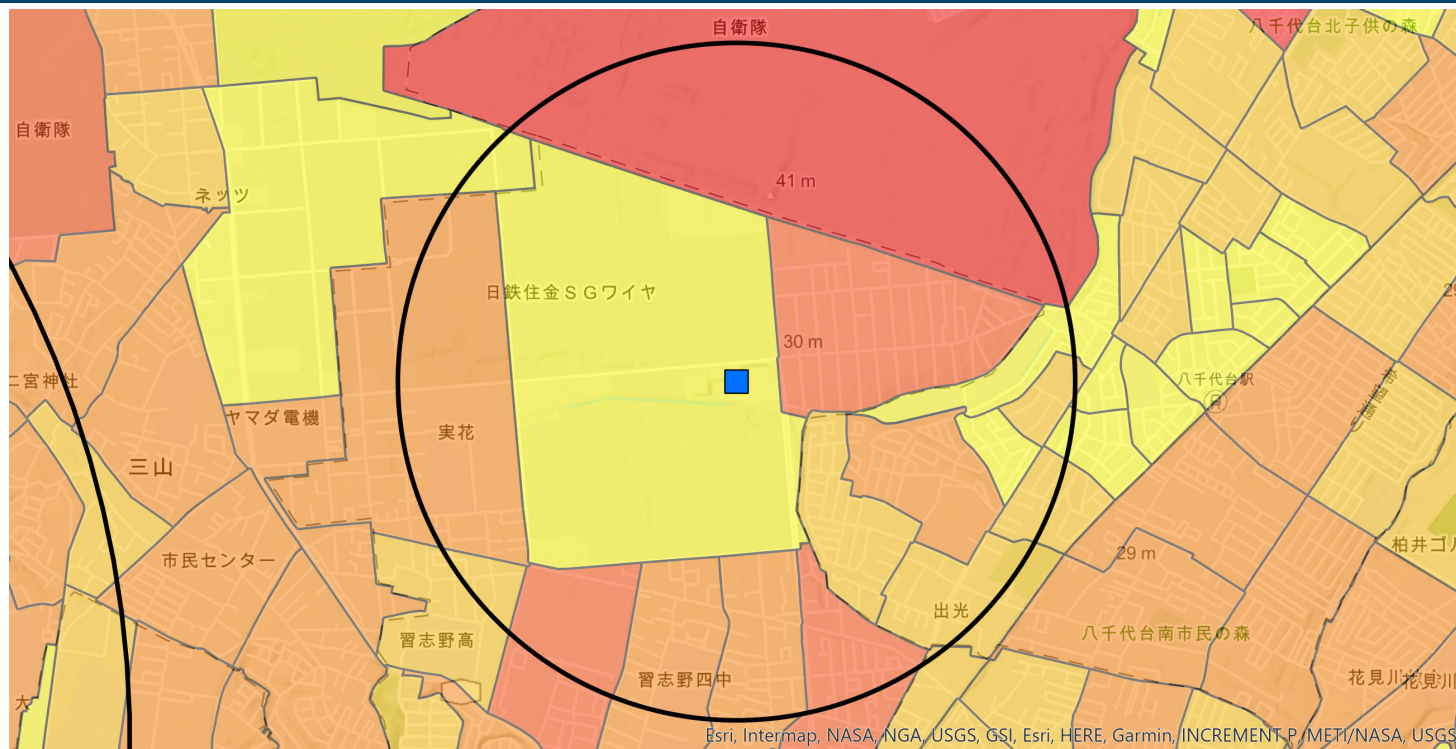 自衛隊
八千代台北子供の森
自衛隊
41 m
ネッツ
日鉄住金ＳＧワイヤ
30 m
二宮神社
八千代台駅
ヤマダ電機
実花
三山
29 m
市民センター
柏井ゴル
出光
習志野高
八千代台南市民の森
習志野四中
花見川
花見川
大
Esri, Intermap, NASA, NGA, USGS, GSI, Esri, HERE, Garmin, INCREMENT P, METI/NASA, USGS